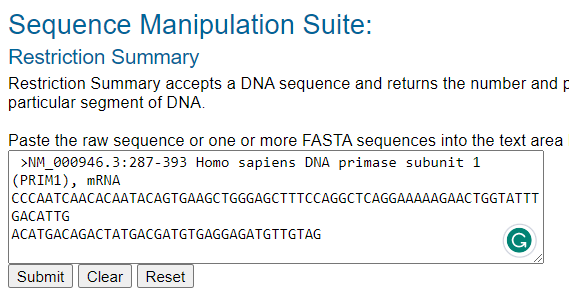 Sequence Manipulation Suite:
Restriction Summary
Restriction Summary accepts a DNA sequence and returns the number and p
particular segment of DNA.
Paste the raw sequence or one or more FASTA sequences into the text area
>NM_000946.3:287-393 Homo sapiens DNA primase subunit 1
(PRIM1), mRNA
CCCAATCAACACAATACAGTGAAGCTGGGAGCTTTCCAGGCTCAGGAAAAAGAACTGGTATTT
GACATTG
ACATGACAGACTATGACGATGTGAGGAGATGTTGTAG
Submit Clear Reset